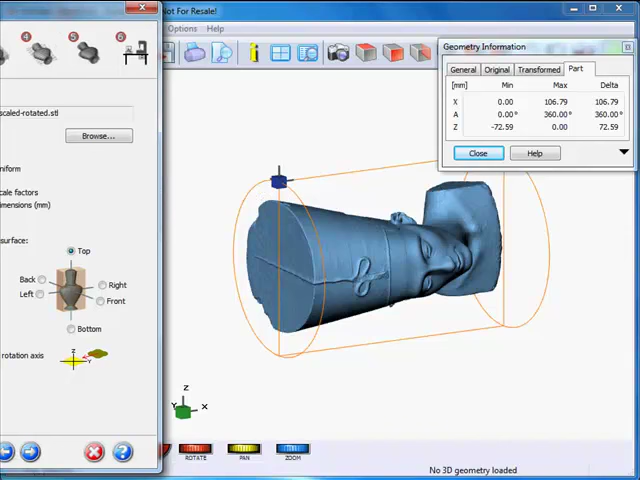 Not For Resale!
Options Help
4 5 6
scaled-rotated.stl
Browse...
niform
cale factors
imensions (mm)
surface:
Top
Back
Right
Left
Front
Bottom
rotation axis
Z
Y
Geometry Information
General Original Transformed Part
[mm] Min Max Delta
X 0.00 106.79 106.79
A 0.00° 360.00° 360.00°
Z -72.59 0.00 72.59
Close Help
Z
Y X
ROTATE PAN ZOOM
No 3D geometry loaded